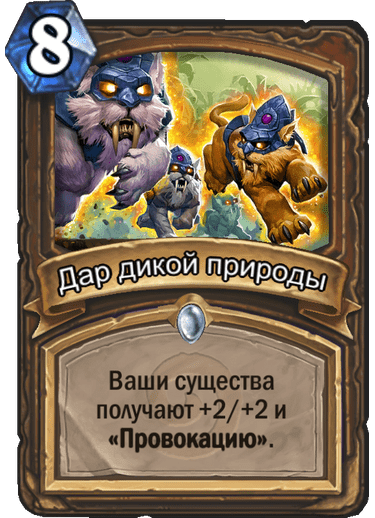 8
Дар дикой природы
Ваши существа
получают +2/+2 и
«Провокацию».